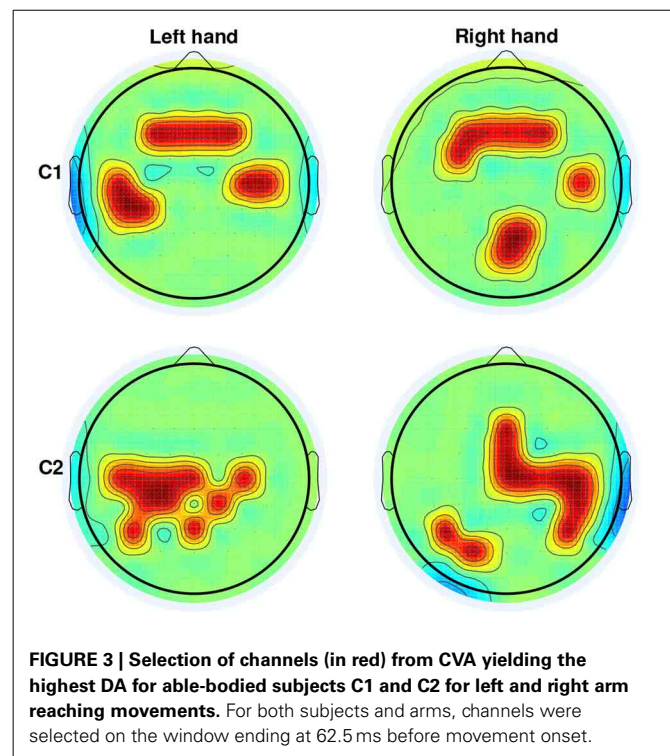 Left hand
Right hand
C1
C2
FIGURE 3 | Selection of channels (in red) from CVA yielding the
highest DA for able-bodied subjects C1 and C2 for left and right arm
reaching movements. For both subjects and arms, channels were
selected on the window ending at 62.5 ms before movement onset.